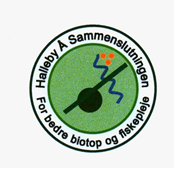 Halleby Å Sammenslutningen
For bedre biotop og fiskepleje